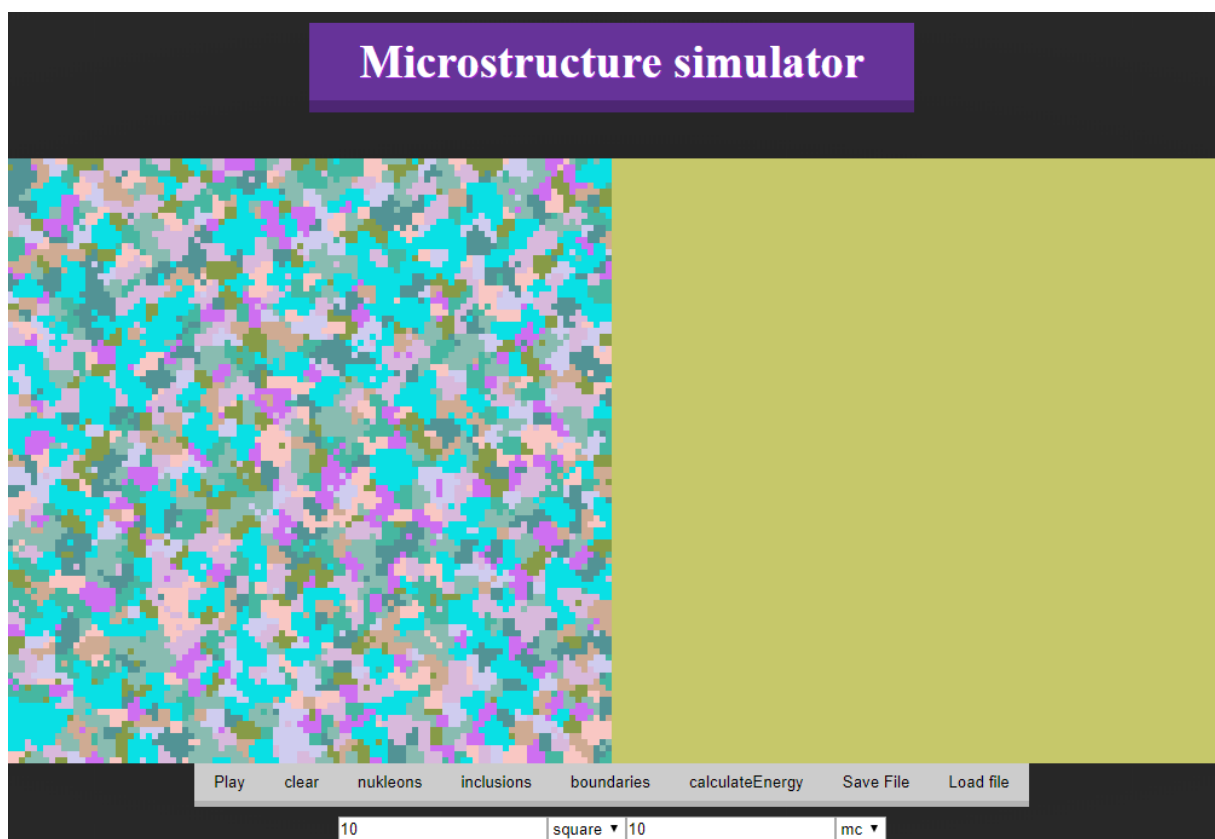 Microstructure simulator
Play clear nukleons inclusions boundaries calculateEnergy Save File Load file
10 square ▼ 10 mc ▼